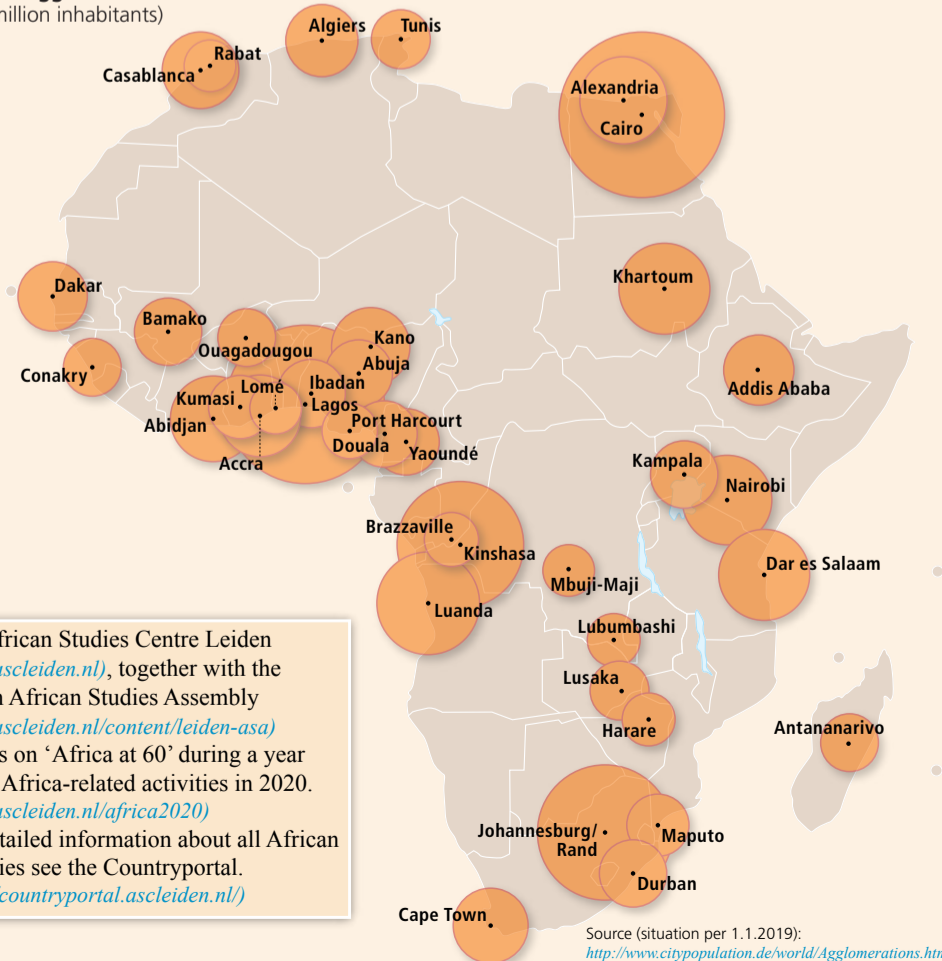 million inhabitants)
Algiers
Tunis
Rabat
Casablanca
Alexandria
Cairo
Dakar
Khartoum
Bamako
Kano
Ouagadougou
Abuja
Conakry
Addis Ababa
Lomé
Ibadan
Kumasi
Lagos
Abidjan
Port Harcourt
Douala
Yaoundé
Accra
Kampala
Nairobi
Brazzaville
Kinshasa
Dar es Salaam
Mbuji-Maji
Luanda
Lubumbashi
Lusaka
Harare
Antananarivo
Johannesburg/
Rand
Maputo
Durban
Cape Town
African Studies Centre Leiden
ascleiden.nl), together with the
African Studies Assembly
ascleiden.nl/content/leiden-asa)
on ‘Africa at 60’ during a year
Africa-related activities in 2020.
ascleiden.nl/africa2020)
detailed information about all African
see the Countryportal.
/countryportal.ascleiden.nl/)
Source (situation per 1.1.2019):
http://www.citypopulation.de/world/Agglomerations.htm